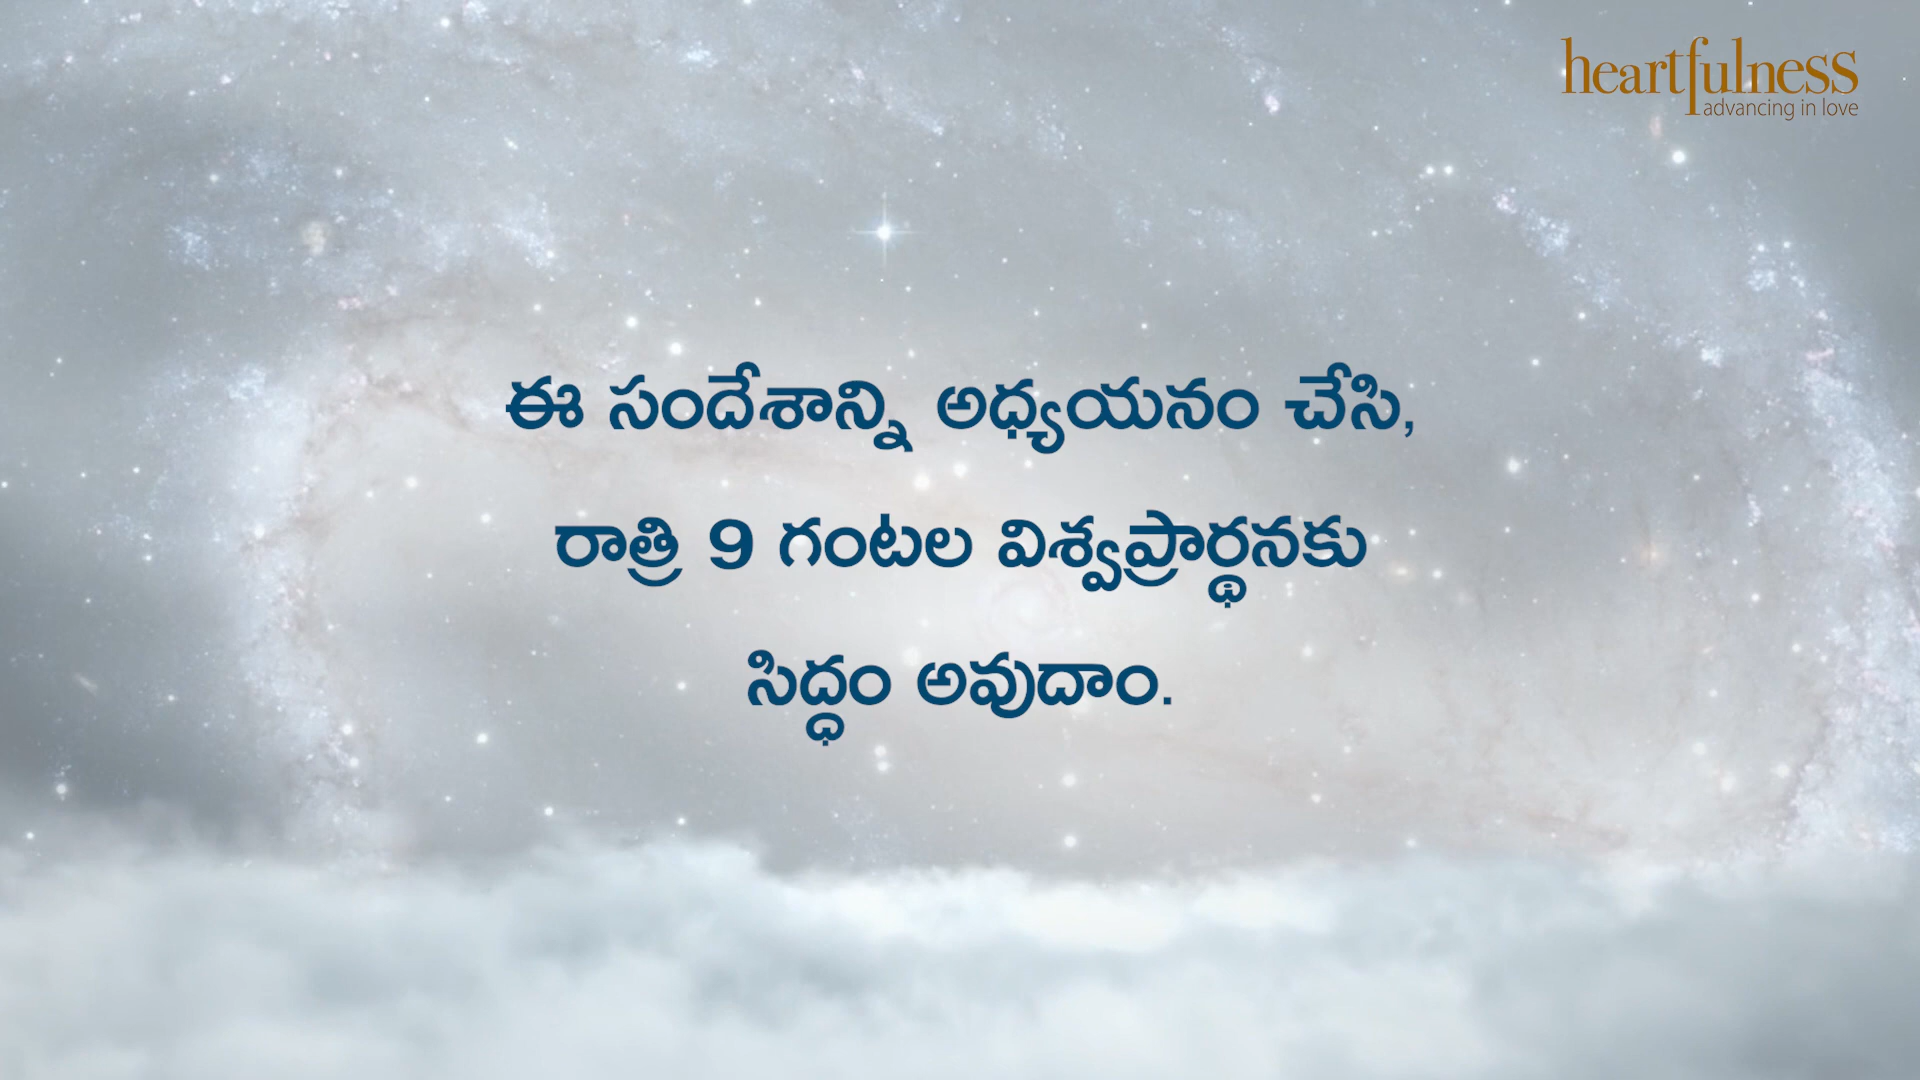 heartfulness
advancing in love
ఈ సందేశాన్ని అధ్యయనం చేసి,
రాత్రి 9 గంటల విశ్వప్రార్థనకు
సిద్ధం అవుదాం.